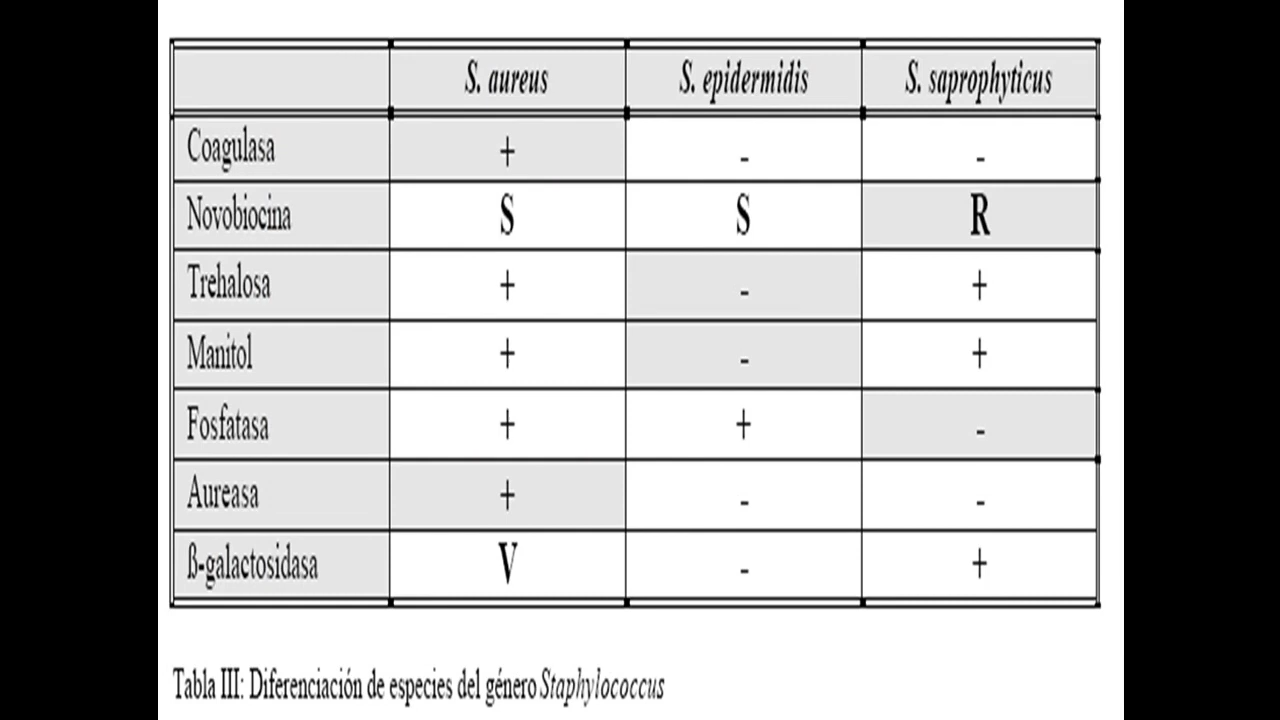 S. aureus S. epidermidis S. saprophyticus
Coagulasa + - -
Novobiocina S S R
Trehalosa + - +
Manitol + - +
Fosfatasa + + -
Aureasa + - -
ß-galactosidasa V - +
Tabla III: Diferenciación de especies del género Staphylococcus